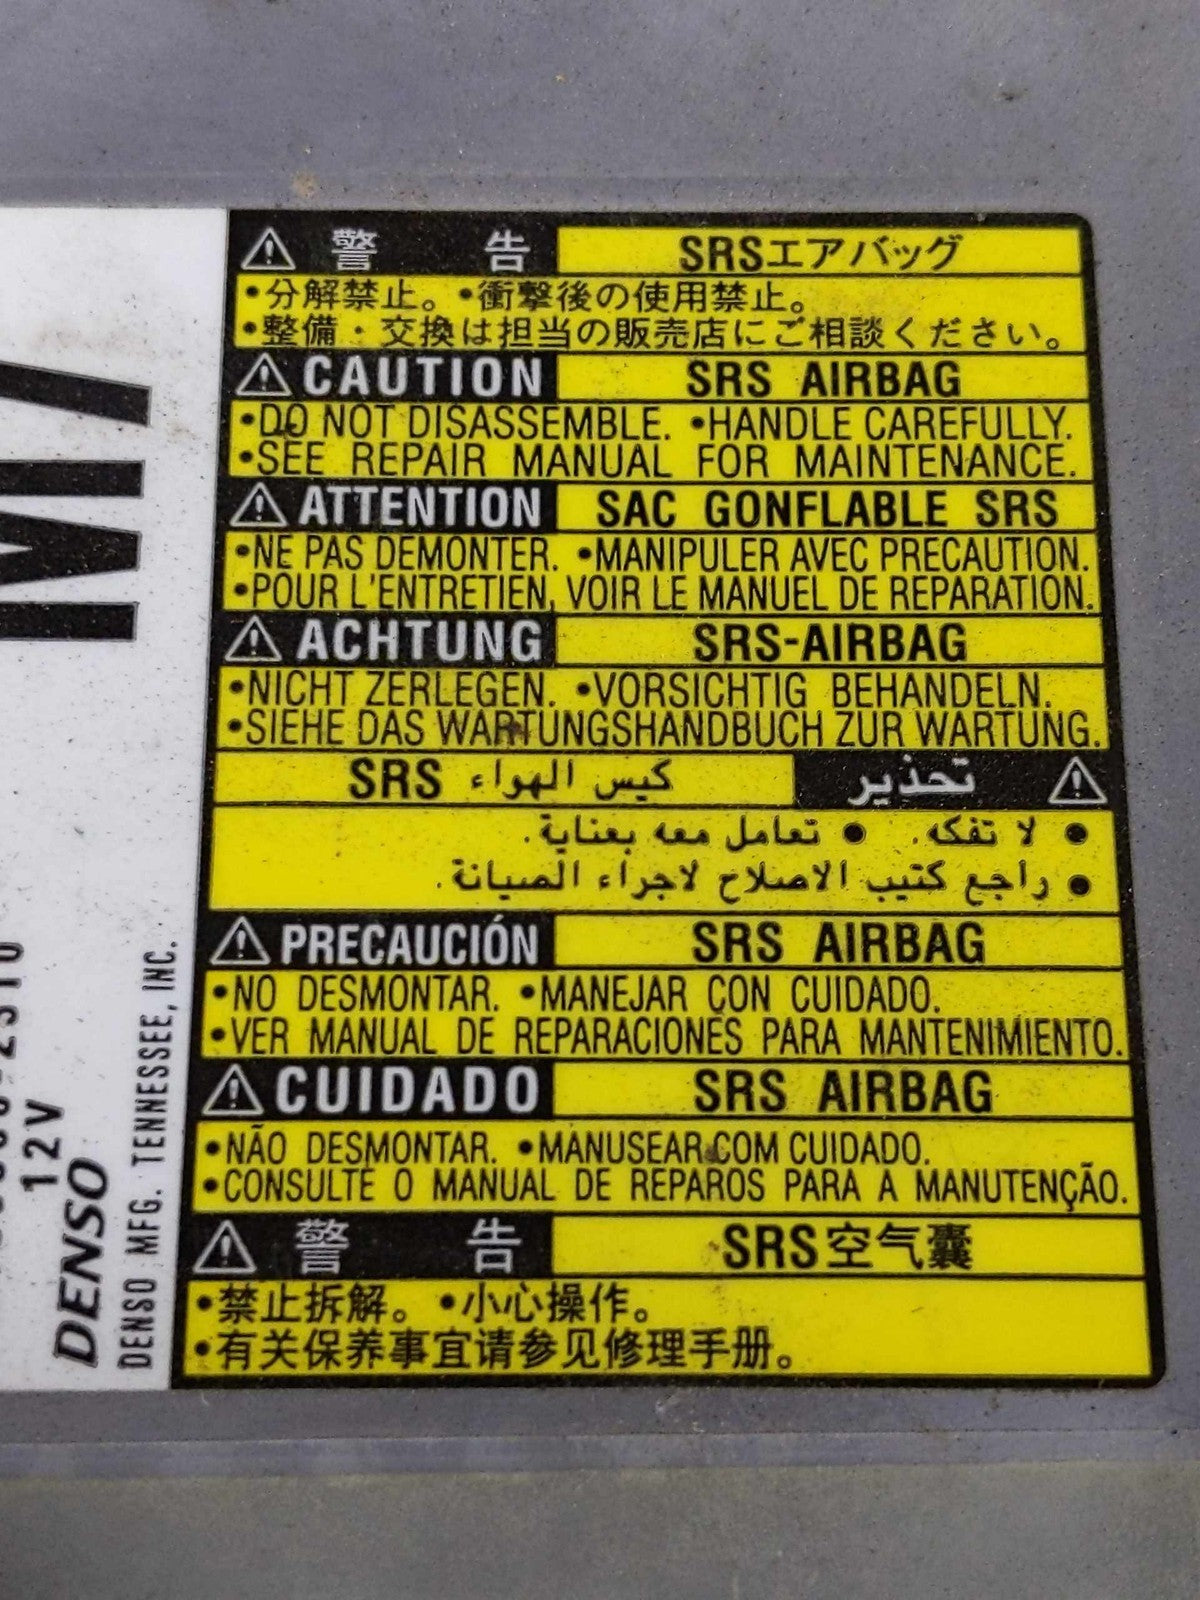 警 告 SRSエアバッグ
•分解禁止。 •衝撃後の使用禁止。
•整備・交換は担当の販売店にご相談ください。
CAUTION SRS AIRBAG
•DO NOT DISASSEMBLE. •HANDLE CAREFULLY.
•SEE REPAIR MANUAL FOR MAINTENANCE.
ATTENTION SAC GONFLABLE SRS
•NE PAS DEMONTER. •MANIPULER AVEC PRECAUTION.
•POUR L'ENTRETIEN, VOIR LE MANUEL DE REPARATION.
ACHTUNG SRS-AIRBAG
•NICHT ZERLEGEN. •VORSICHTIG BEHANDELN.
•SIEHE DAS WARTUNGSHANDBUCH ZUR WARTUNG.
تحذير كيس الهواء SRS
• لا تفكه. • تعامل معه بعناية.
• راجع كتيب الاصلاح لاجراء الصيانة.
PRECAUCIÓN SRS AIRBAG
•NO DESMONTAR. •MANEJAR CON CUIDADO.
•VER MANUAL DE REPARACIONES PARA MANTENIMIENTO.
CUIDADO SRS AIRBAG
•NÃO DESMONTAR. •MANUSEAR COM CUIDADO.
•CONSULTE O MANUAL DE REPAROS PARA A MANUTENÇÃO.
警 告 SRS空气囊
•禁止拆解。 •小心操作。
•有关保养事宜请参见修理手册。
12V
DENSO
DENSO MFG. TENNESSEE, INC.